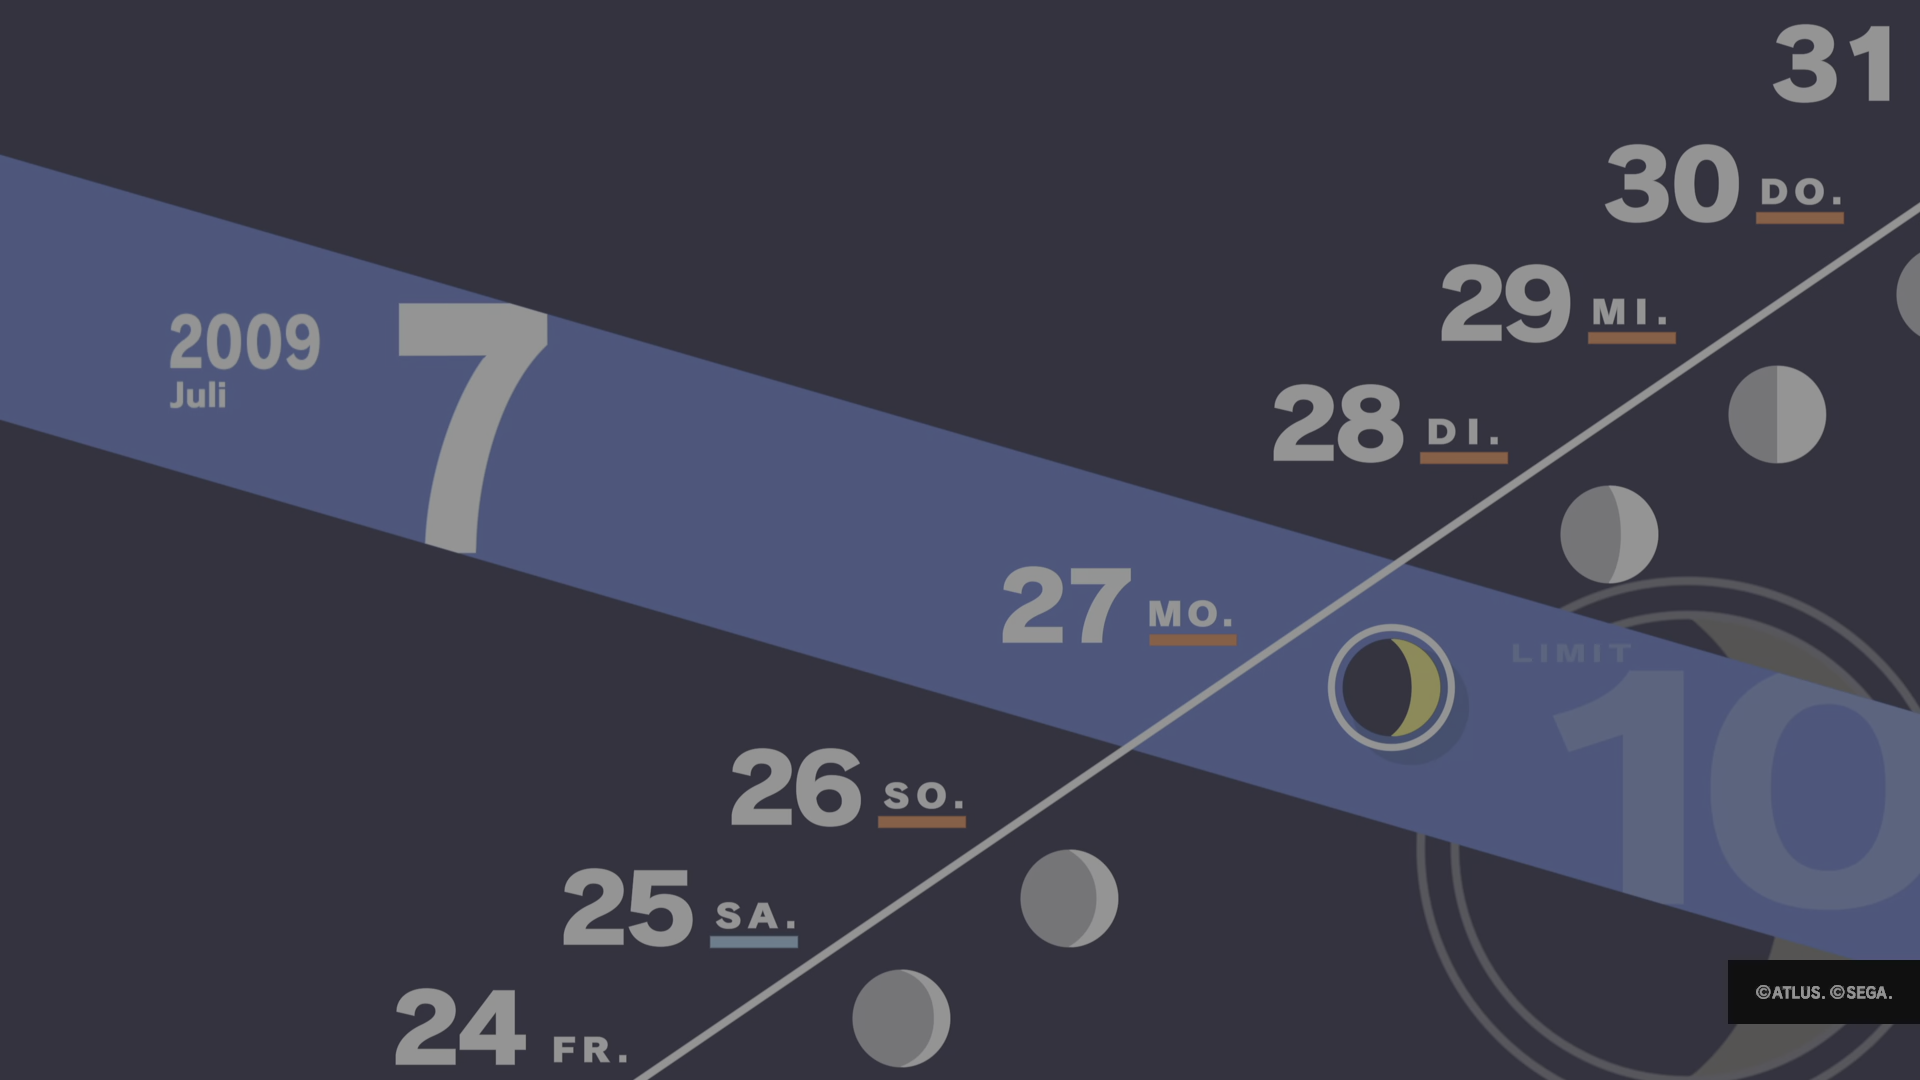 31
30 DO.
29 MI.
2009
Juli
7
28 DI.
27 MO.
LIMIT
10
26 SO.
25 SA.
24 FR.
©ATLUS. ©SEGA.